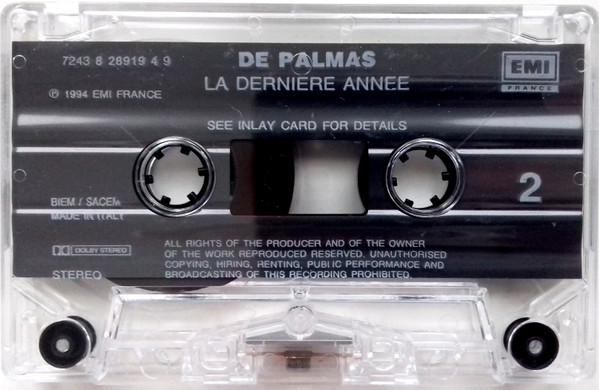 7243 8 28919 4 9
DE PALMAS
LA DERNIERE ANNEE
EMI
FRANCE
℗ 1994 EMI FRANCE
SEE INLAY CARD FOR DETAILS
2
BIEM / SACEM
MADE IN ITALY
DOLBY STEREO
STEREO
ALL RIGHTS OF THE PRODUCER AND OF THE OWNER
OF THE WORK REPRODUCED RESERVED. UNAUTHORISED
COPYING, HIRING, RENTING, PUBLIC PERFORMANCE AND
BROADCASTING OF THIS RECORDING PROHIBITED.